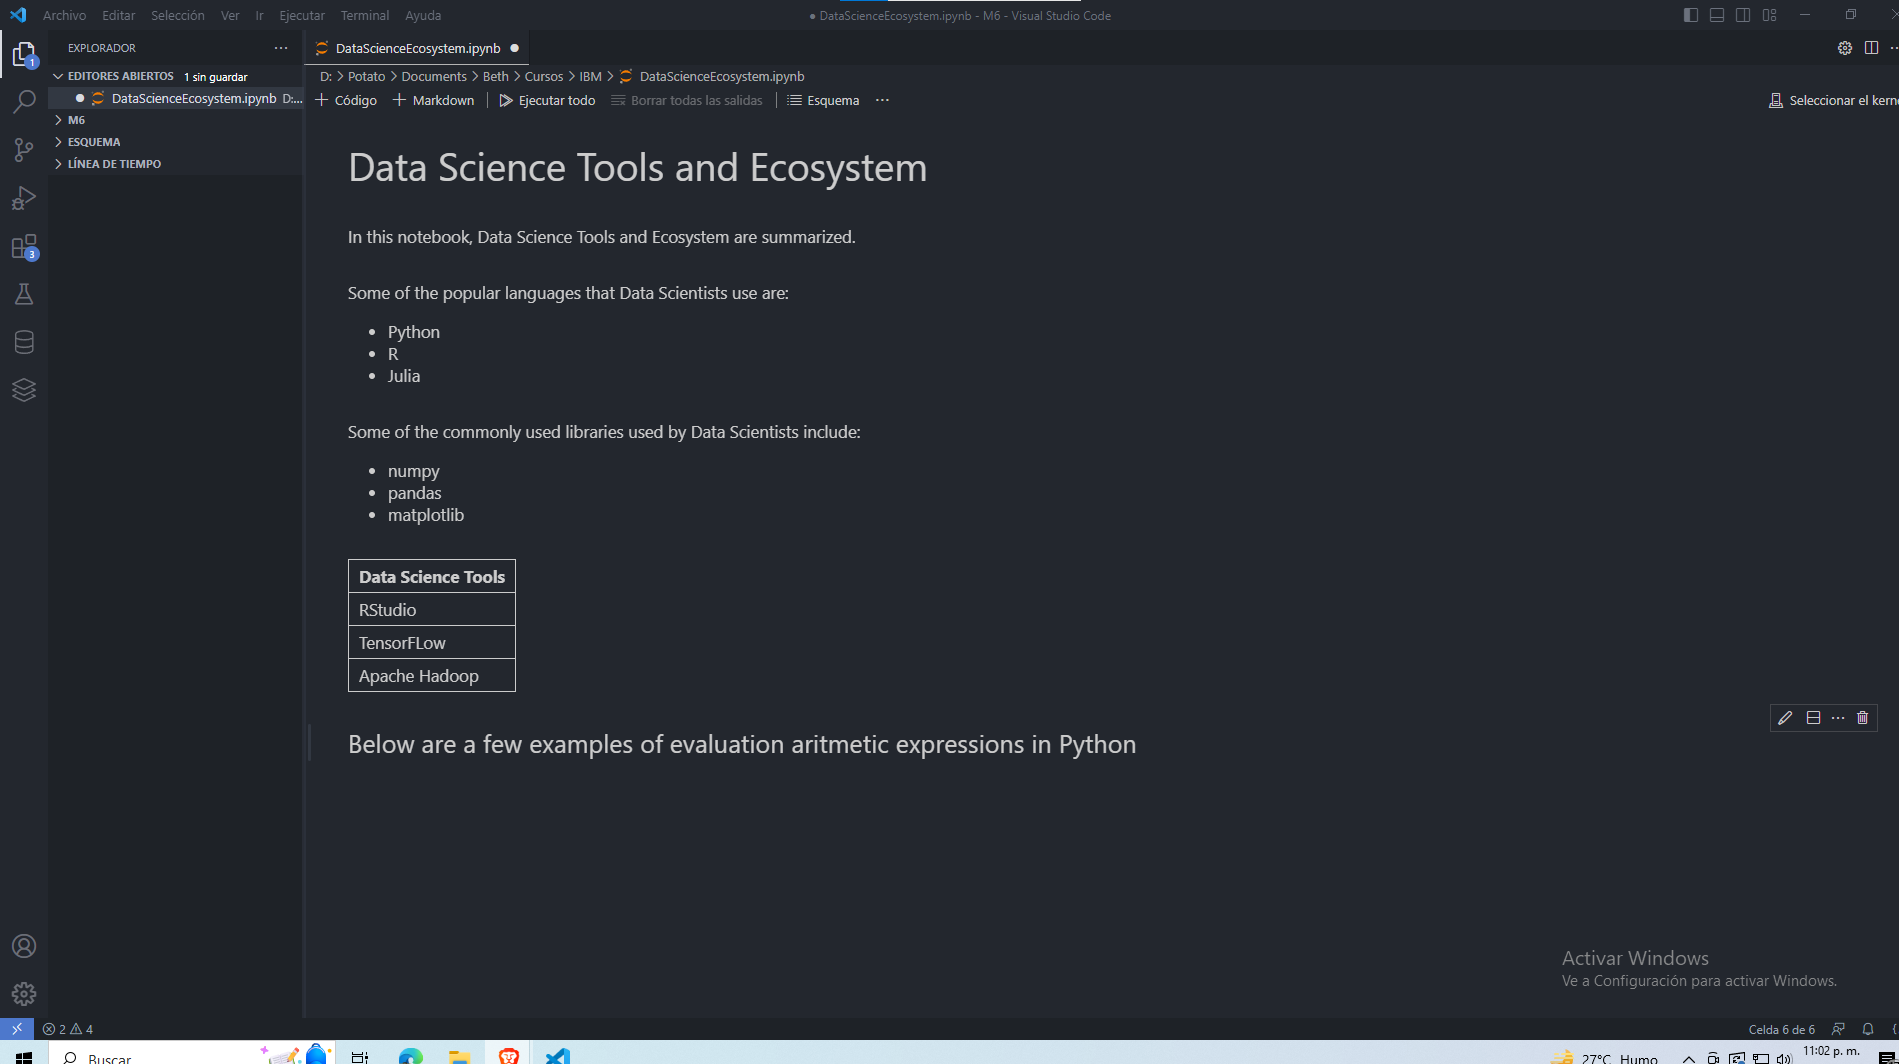 Archivo Editar Selección Ver Ir Ejecutar Terminal Ayuda
● DataScienceEcosystem.ipynb - M6 - Visual Studio Code
EXPLORADOR ···
DataScienceEcosystem.ipynb
EDITORES ABIERTOS 1 sin guardar
D: > Potato > Documents > Beth > Cursos > IBM > DataScienceEcosystem.ipynb
DataScienceEcosystem.ipynb D:...
+ Código + Markdown Ejecutar todo Borrar todas las salidas Esquema ···
Seleccionar el kern
M6
ESQUEMA
LÍNEA DE TIEMPO
1
3
Data Science Tools and Ecosystem
In this notebook, Data Science Tools and Ecosystem are summarized.
Some of the popular languages that Data Scientists use are:
• Python
• R
• Julia
Some of the commonly used libraries used by Data Scientists include:
• numpy
• pandas
• matplotlib
Data Science Tools
RStudio
TensorFLow
Apache Hadoop
Below are a few examples of evaluation aritmetic expressions in Python
Activar Windows
Ve a Configuración para activar Windows.
2 4
Celda 6 de 6
Buscar
27°C Humo
11:02 p. m.